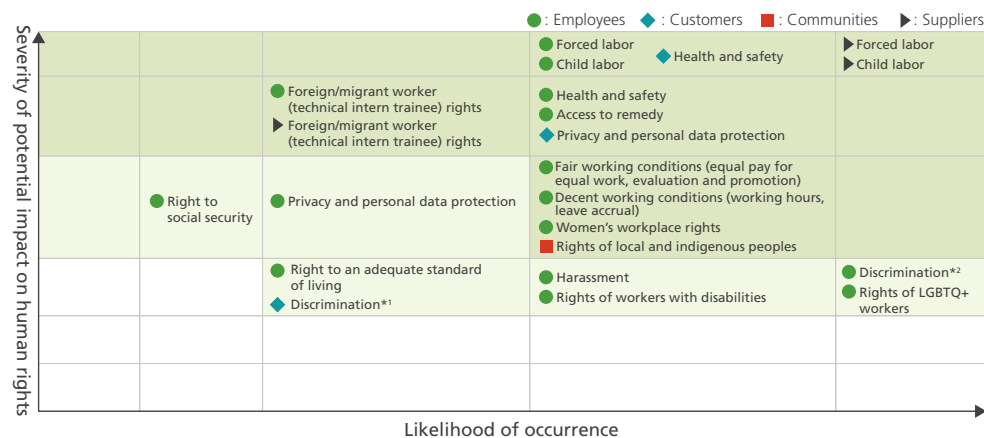 : Employees : Customers : Communities : Suppliers
Severity of potential impact on human rights
Forced labor
Child labor
Health and safety
Forced labor
Child labor
Foreign/migrant worker
(technical intern trainee) rights
Foreign/migrant worker
(technical intern trainee) rights
Health and safety
Access to remedy
Privacy and personal data protection
Right to
social security
Privacy and personal data protection
Fair working conditions (equal pay for
equal work, evaluation and promotion)
Decent working conditions (working hours,
leave accrual)
Women's workplace rights
Rights of local and indigenous peoples
Right to an adequate standard
of living
Discrimination*1
Harassment
Rights of workers with disabilities
Discrimination*2
Rights of LGBTQ+
workers
Likelihood of occurrence